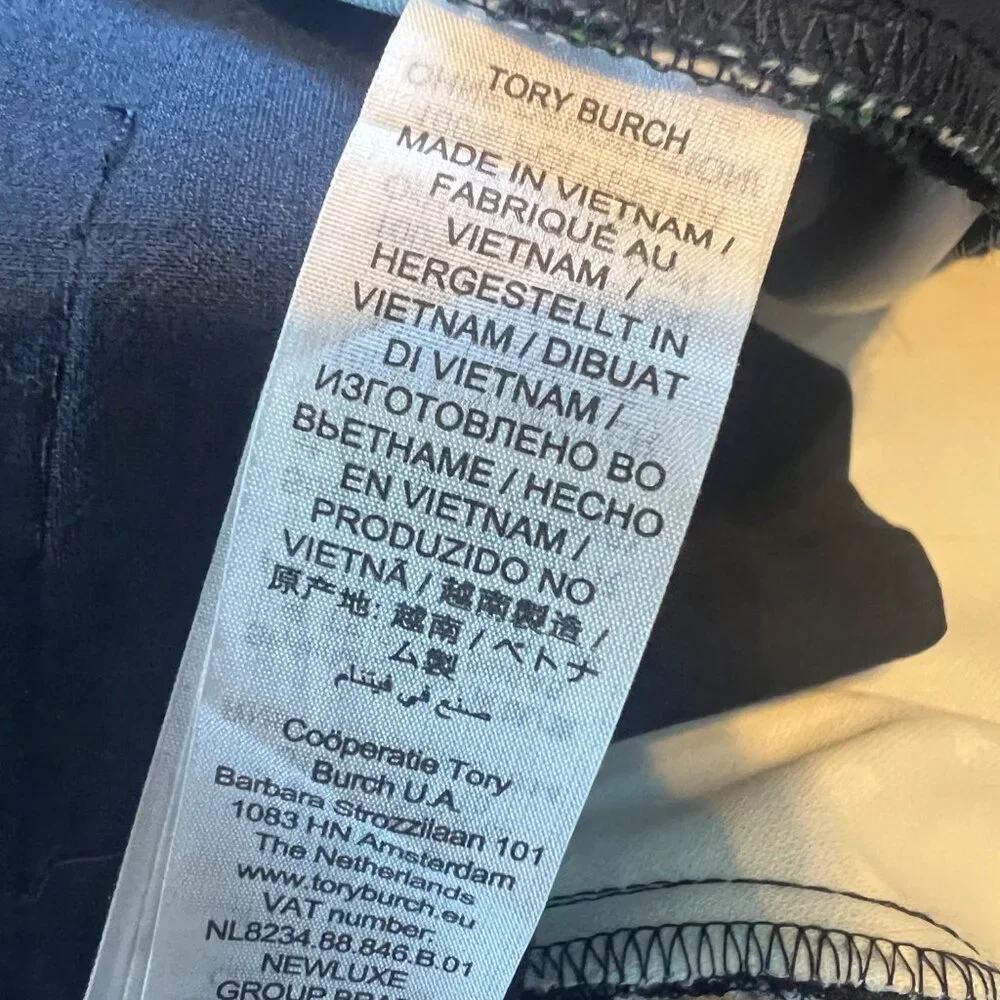 TORY BURCH
MADE IN VIETNAM /
FABRIQUÉ AU
VIETNAM /
HERGESTELLT IN
VIETNAM / DIBUAT
DI VIETNAM /
ИЗГОТОВЛЕНО ВО
ВЬЕТНАМЕ / HECHO
EN VIETNAM /
PRODUZIDO NO
VIETNÃ / 越南製造 /
原产地: 越南 / ベトナ
ム製
صنع في فيتنام
Coöperatie Tory
Burch U.A.
Barbara Strozzilaan 101
1083 HN Amsterdam
The Netherlands
www.toryburch.eu
VAT number:
NL8234.88.846.B.01
NEWLUXE
GROUP